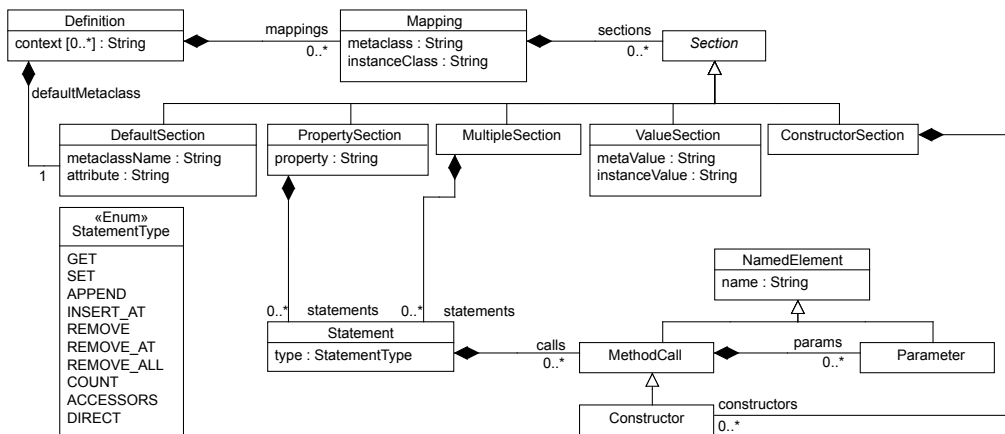 Definition
context [0..*] : String
mappings
0..*
Mapping
metaclass : String
instanceClass : String
sections
0..*
Section
defaultMetaclass
1
DefaultSection
metaclassName : String
attribute : String
PropertySection
property : String
MultipleSection
ValueSection
metaValue : String
instanceValue : String
ConstructorSection
«Enum»
StatementType
GET
SET
APPEND
INSERT_AT
REMOVE
REMOVE_AT
REMOVE_ALL
COUNT
ACCESSORS
DIRECT
NamedElement
name : String
0..* statements
0..* statements
Statement
type : StatementType
calls
0..*
MethodCall
params
0..*
Parameter
Constructor
constructors
0..*